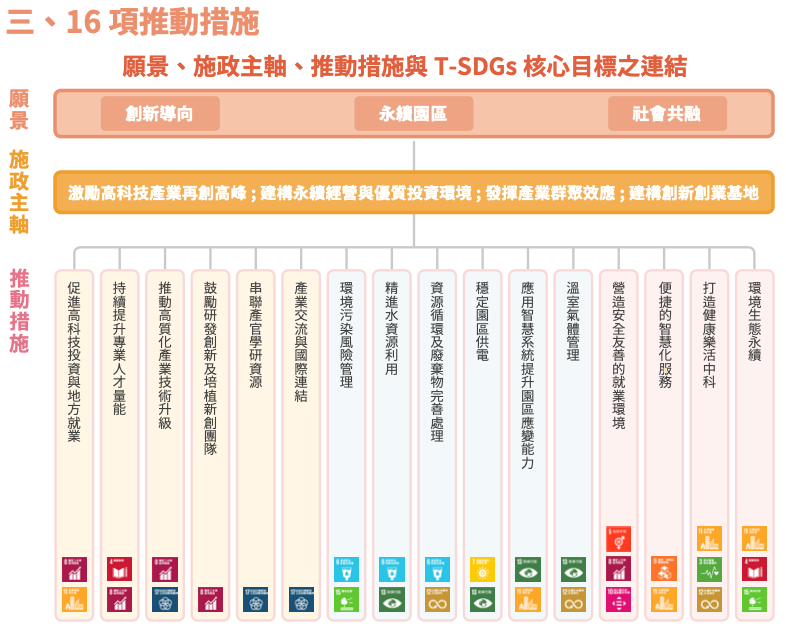 三、16 項推動措施
願景、施政主軸、推動措施與 T-SDGs 核心目標之連結
願景
創新導向
永續園區
社會共融
施政主軸
激勵高科技產業再創高峰；建構永續經營與優質投資環境；發揮產業群聚效應；建構創新創業基地
推動措施
促進高科技投資與地方就業
持續提升專業人才量能
推動高質化產業技術升級
鼓勵研發創新及培植新創團隊
串聯產官學研資源
產業交流與國際連結
環境污染風險管理
精進水資源利用
資源循環及廢棄物完善處理
穩定園區供電
應用智慧系統提升園區應變能力
溫室氣體管理
營造安全友善的就業環境
便捷的智慧化服務
打造健康樂活中科
環境生態永續